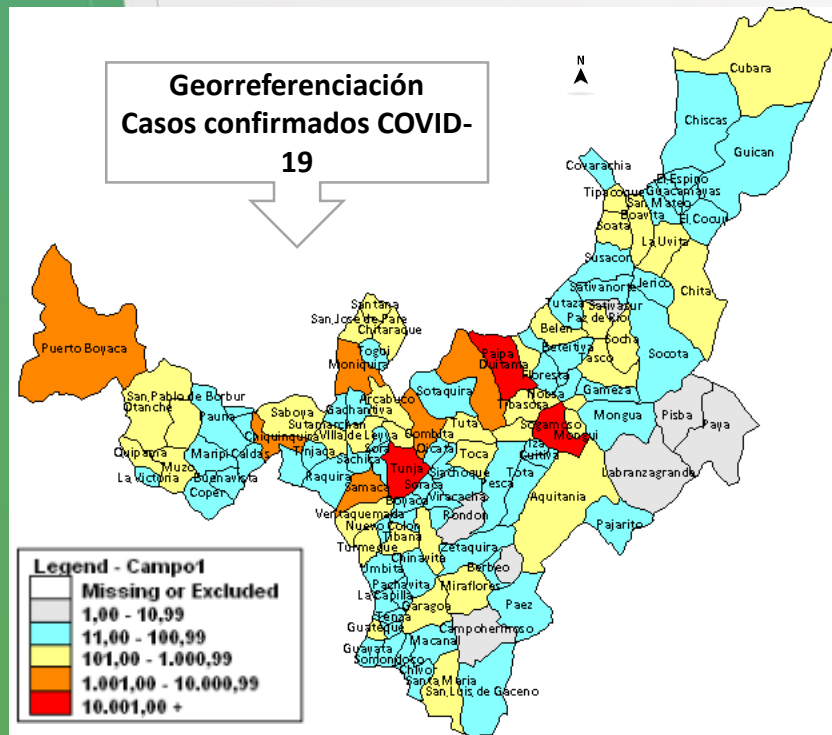 Georreferenciación
Casos confirmados COVID-
19
N
Cubara
Chiscas
Guican
Covarachia
El Espino
Tipacoque
Guacamayas
San Mateo
Boavita
El Cocuy
Soata
La Uvita
Susacon
Sativanorte
Jerico
Chita
Tutaza
Sativasur
Paz de Rio
Belen
Socha
Socota
Beteitiva
Tasco
Santana
San Jose de Pare
Chitaraque
Togui
Moniquira
Puerto Boyaca
Paipa
Duitama
Floresta
Nobsa
Gameza
Sotaquira
Tibasosa
Mongua
Pisba
Paya
San Pablo de Borbur
Otanche
Pauna
Saboya
Arcabuco
Gachantiva
Sutamarchan
Villa de Leyva
Chiquinquira
Combita
Tuta
Sogamoso
Mongui
Quipama
Muzo
Maripi
Caldas
Tinjaca
Sachica
Sora
Oicata
Toca
Iza
Cuitiva
Labranzagrande
La Victoria
Buenavista
Coper
Raquira
Samaca
Tunja
Siachoque
Soraca
Pesca
Tota
Aquitania
Viracacha
Boyaca
Rondon
Pajarito
Ventaquemada
Nuevo Colon
Tibana
Turmeque
Zetaquira
Chinavita
Umbita
Berbeo
Pachavita
Miraflores
La Capilla
Garagoa
Paez
Tenza
Guateque
Campohermoso
Macanal
Guayata
Somondoco
Chivor
Santa Maria
San Luis de Gaceno
Legend - Campo1
Missing or Excluded
1,00 - 10,99
11,00 - 100,99
101,00 - 1.000,99
1.001,00 - 10.000,99
10.001,00 +